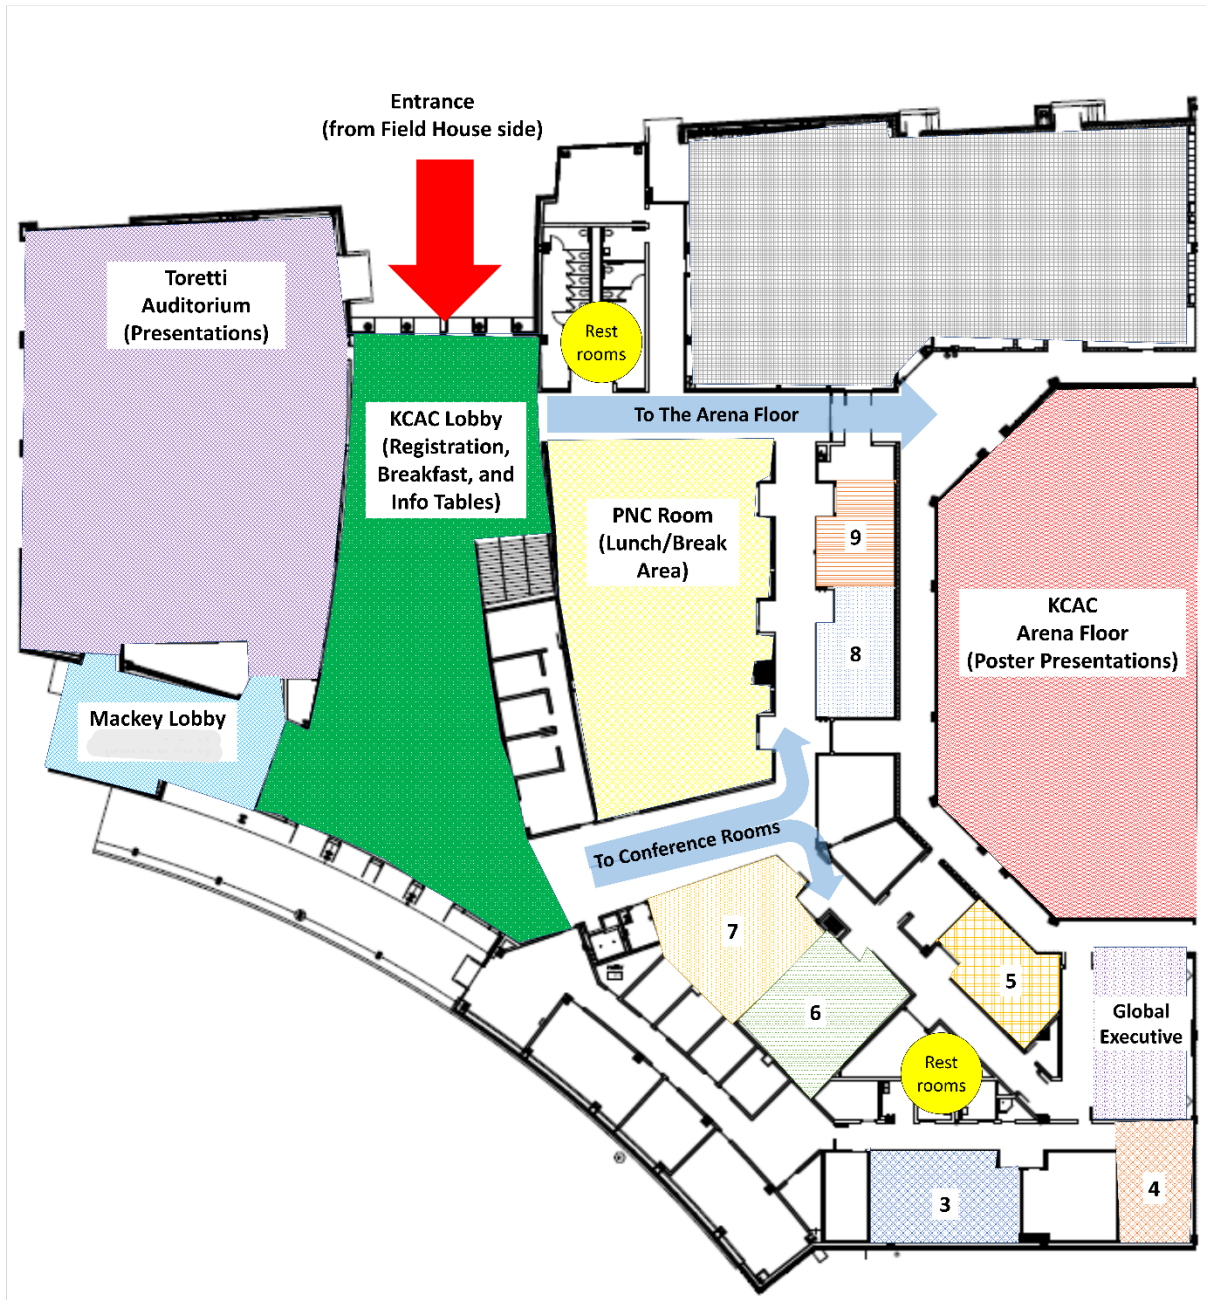 Entrance
(from Field House side)
Toretti
Auditorium
(Presentations)
Rest
rooms
To The Arena Floor
KCAC Lobby
(Registration,
Breakfast, and
Info Tables)
PNC Room
(Lunch/Break
Area)
9
8
KCAC
Arena Floor
(Poster Presentations)
Mackey Lobby
To Conference Rooms
7
6
5
Global
Executive
Rest
rooms
3
4